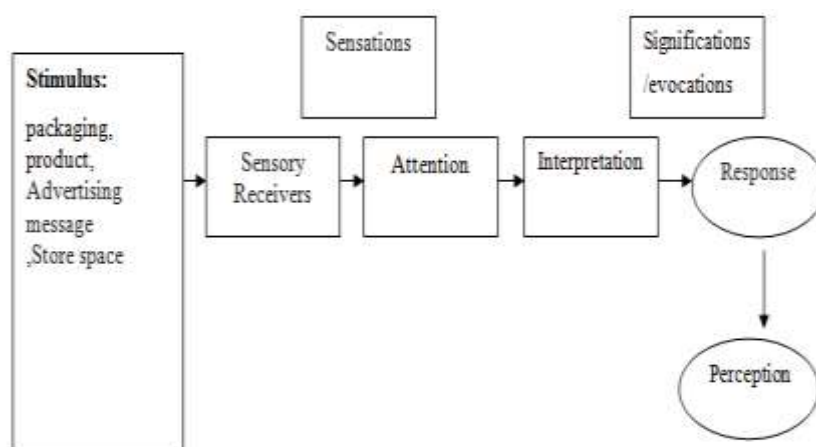 Sensations
Significations
/evocations
Stimulus:
packaging,
product,
Advertising
message
,Store space
Sensory
Receivers
Attention
Interpretation
Response
Perception